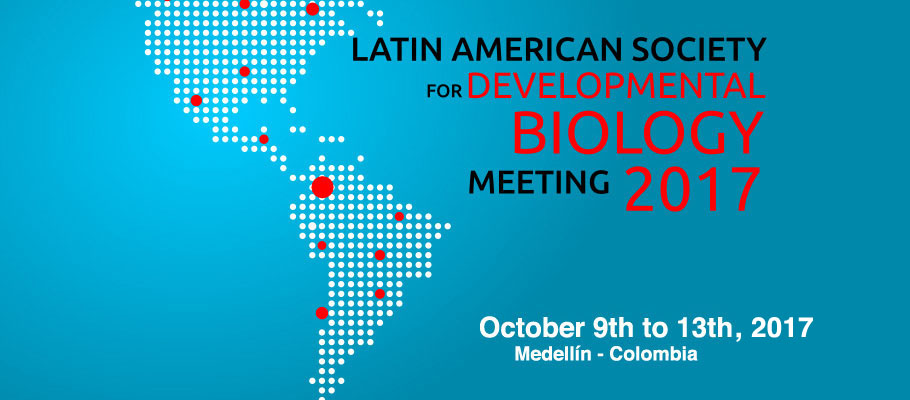 LATIN AMERICAN SOCIETY
FOR DEVELOPMENTAL
BIOLOGY
MEETING 2017
October 9th to 13th, 2017
Medellín - Colombia